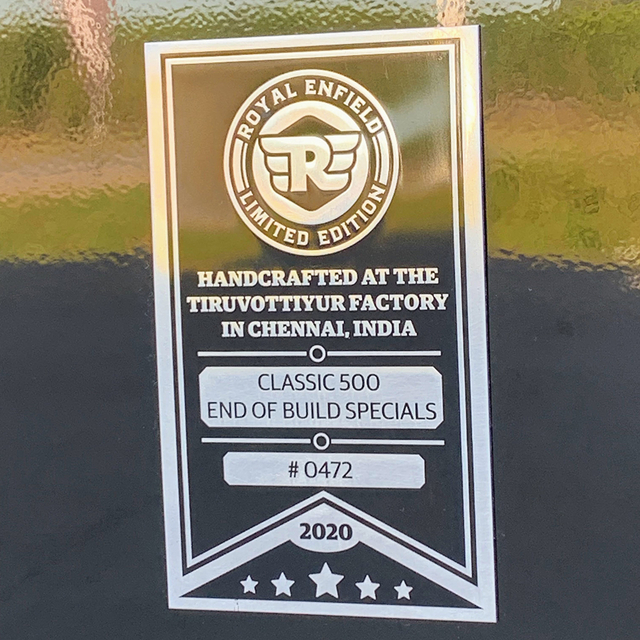 ROYAL ENFIELD
RE
LIMITED EDITION
HANDCRAFTED AT THE
TIRUVOTTIYUR FACTORY
IN CHENNAI, INDIA
CLASSIC 500
END OF BUILD SPECIALS
# 0472
2020